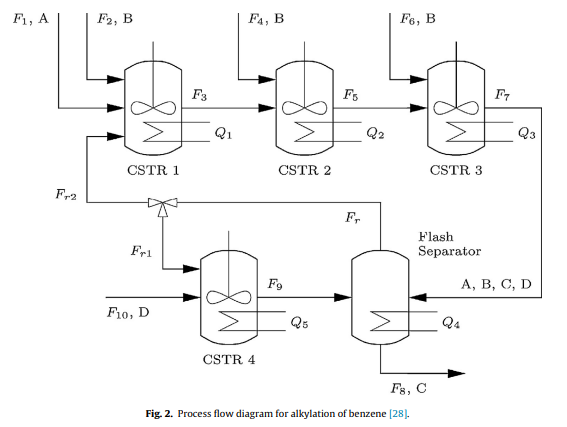 F1, A
F2, B
F4, B
F6, B
F3
F5
F7
Q1
Q2
Q3
CSTR 1
CSTR 2
CSTR 3
Fr2
Fr
Flash
Separator
Fr1
F9
A, B, C, D
F10, D
Q5
Q4
CSTR 4
F8, C
Fig. 2. Process flow diagram for alkylation of benzene [28].